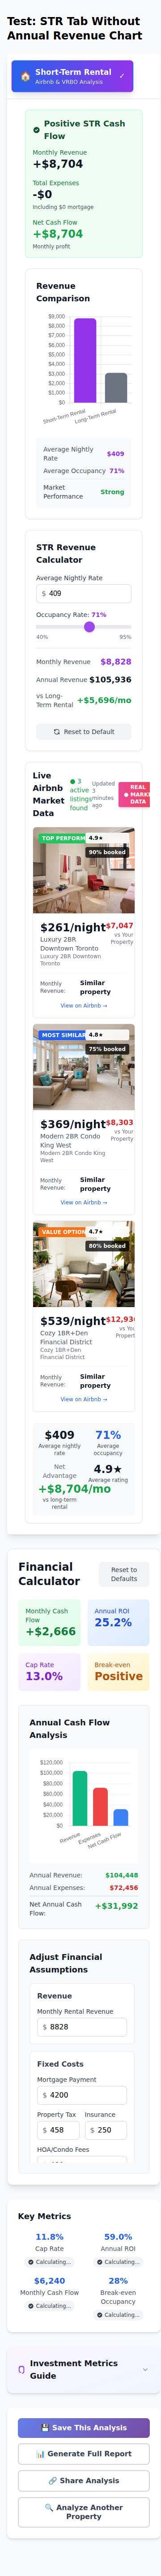 Test: STR Tab Without
Annual Revenue Chart
Short-Term Rental
Airbnb & VRBO Analysis
Positive STR Cash
Flow
Monthly Revenue
+$8,704
Total Expenses
-$0
Including $0 mortgage
Net Cash Flow
+$8,704
Monthly profit
Revenue
Comparison
$9,000
$8,000
$7,000
$6,000
$5,000
$4,000
$3,000
$2,000
$1,000
$0
Short-Term Rental
Long-Term Rental
Average Nightly
Rate
$409
Average Occupancy 71%
Market
Performance
Strong
STR Revenue
Calculator
Average Nightly Rate
$ 409
Occupancy Rate: 71%
40% 95%
Monthly Revenue $8,828
Annual Revenue $105,936
vs Long-
Term Rental
+$5,696/mo
Reset to Default
Live
Airbnb
Market
Data
● 3
active
listings
found
Updated
3
minutes
ago
REAL
MARKE
DATA
TOP PERFORM
4.9★
90% booked
$261/night
$7,047
vs Your
Property
Luxury 2BR
Downtown Toronto
Luxury 2BR Downtown
Toronto
Monthly
Revenue:
Similar
property
View on Airbnb →
MOST SIMILAR
4.8★
75% booked
$369/night
$8,303
vs Your
Property
Modern 2BR Condo
King West
Modern 2BR Condo King
West
Monthly
Revenue:
Similar
property
View on Airbnb →
VALUE OPTION
4.7★
80% booked
$539/night
$12,93
vs Your
Propert
Cozy 1BR+Den
Financial District
Cozy 1BR+Den
Financial District
Monthly
Revenue:
Similar
property
View on Airbnb →
$409
Average nightly
rate
71%
Average
occupancy
Net
Advantage
+$8,704/mo
vs long-term
rental
4.9★
Average rating
Financial
Calculator
Reset to
Defaults
Monthly Cash
Flow
+$2,666
Annual ROI
25.2%
Cap Rate
13.0%
Break-even
Positive
Annual Cash Flow
Analysis
$120,000
$100,000
$80,000
$60,000
$40,000
$20,000
$0
Revenue
Expenses
Net Cash Flow
Annual Revenue: $104,448
Annual Expenses: $72,456
Net Annual Cash
Flow:
+$31,992
Adjust Financial
Assumptions
Revenue
Monthly Rental Revenue
$ 8828
Fixed Costs
Mortgage Payment
$ 4200
Property Tax
$ 458
Insurance
$ 250
HOA/Condo Fees
Key Metrics
11.8%
Cap Rate
Calculating...
59.0%
Annual ROI
Calculating...
$6,240
Monthly Cash Flow
Calculating...
28%
Break-even
Occupancy
Calculating...
Investment Metrics
Guide
💾 Save This Analysis
📊 Generate Full Report
🔗 Share Analysis
🔍 Analyze Another
Property